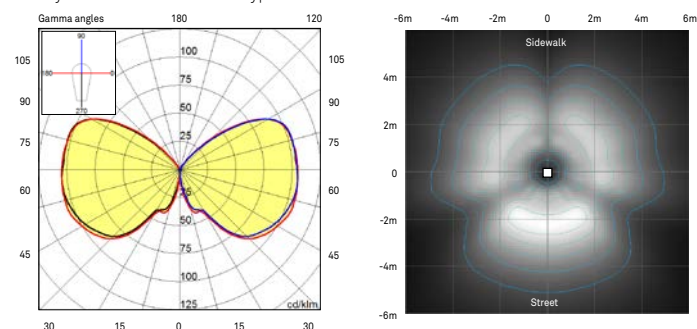 Gamma angles 180 120
90
180 0
270
105 105
90 90
75 75
60 60
45 45
30 15 0 15 30
100
75
50
25
25
50
75
100
125
cd/klm
-6m -4m -2m 0 2m 4m 6m
Sidewalk
4m
2m
0
-2m
-4m
-6m
Street